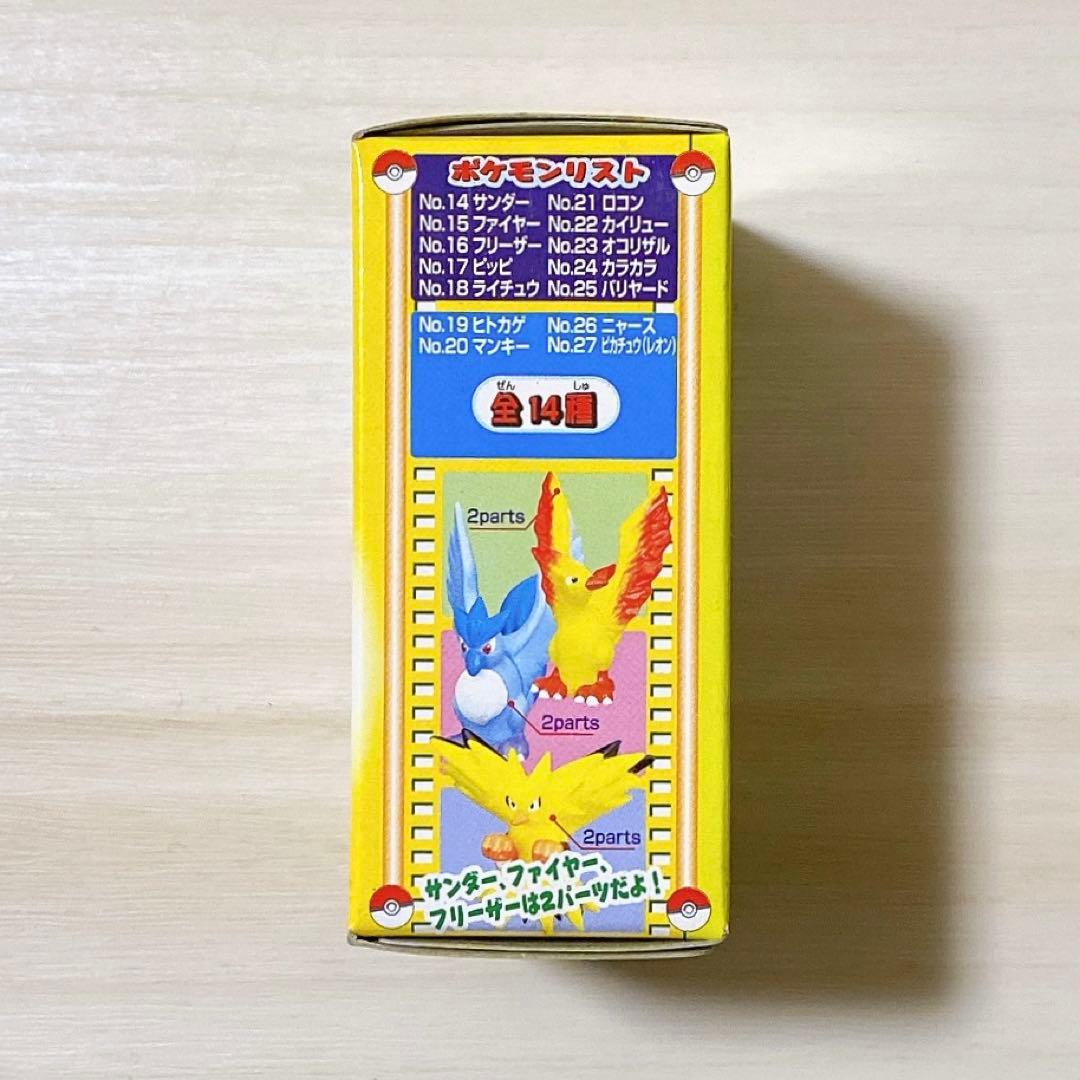 ポケモンリスト
No.14 サンダー No.21 ロコン
No.15 ファイヤー No.22 カイリュー
No.16 フリーザー No.23 オコリザル
No.17 ピッピ No.24 カラカラ
No.18 ライチュウ No.25 バリヤード
No.19 ヒトカゲ No.26 ニャース
No.20 マンキー No.27 ピカチュウ(レオン)
ぜん しゅ
全14種
2parts
2parts
2parts
サンダー、ファイヤー、
フリーザーは2パーツだよ!